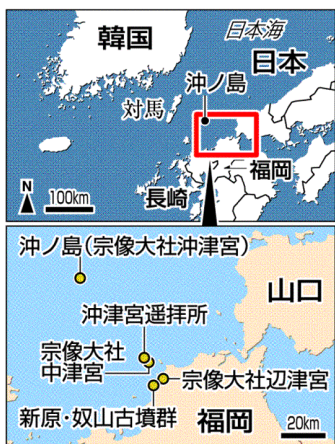 韓国
日本海
日本
沖ノ島
対馬
福岡
長崎
N
100km
沖ノ島(宗像大社沖津宮)
山口
沖津宮遥拝所
宗像大社
中津宮
宗像大社辺津宮
新原・奴山古墳群
福岡
20km